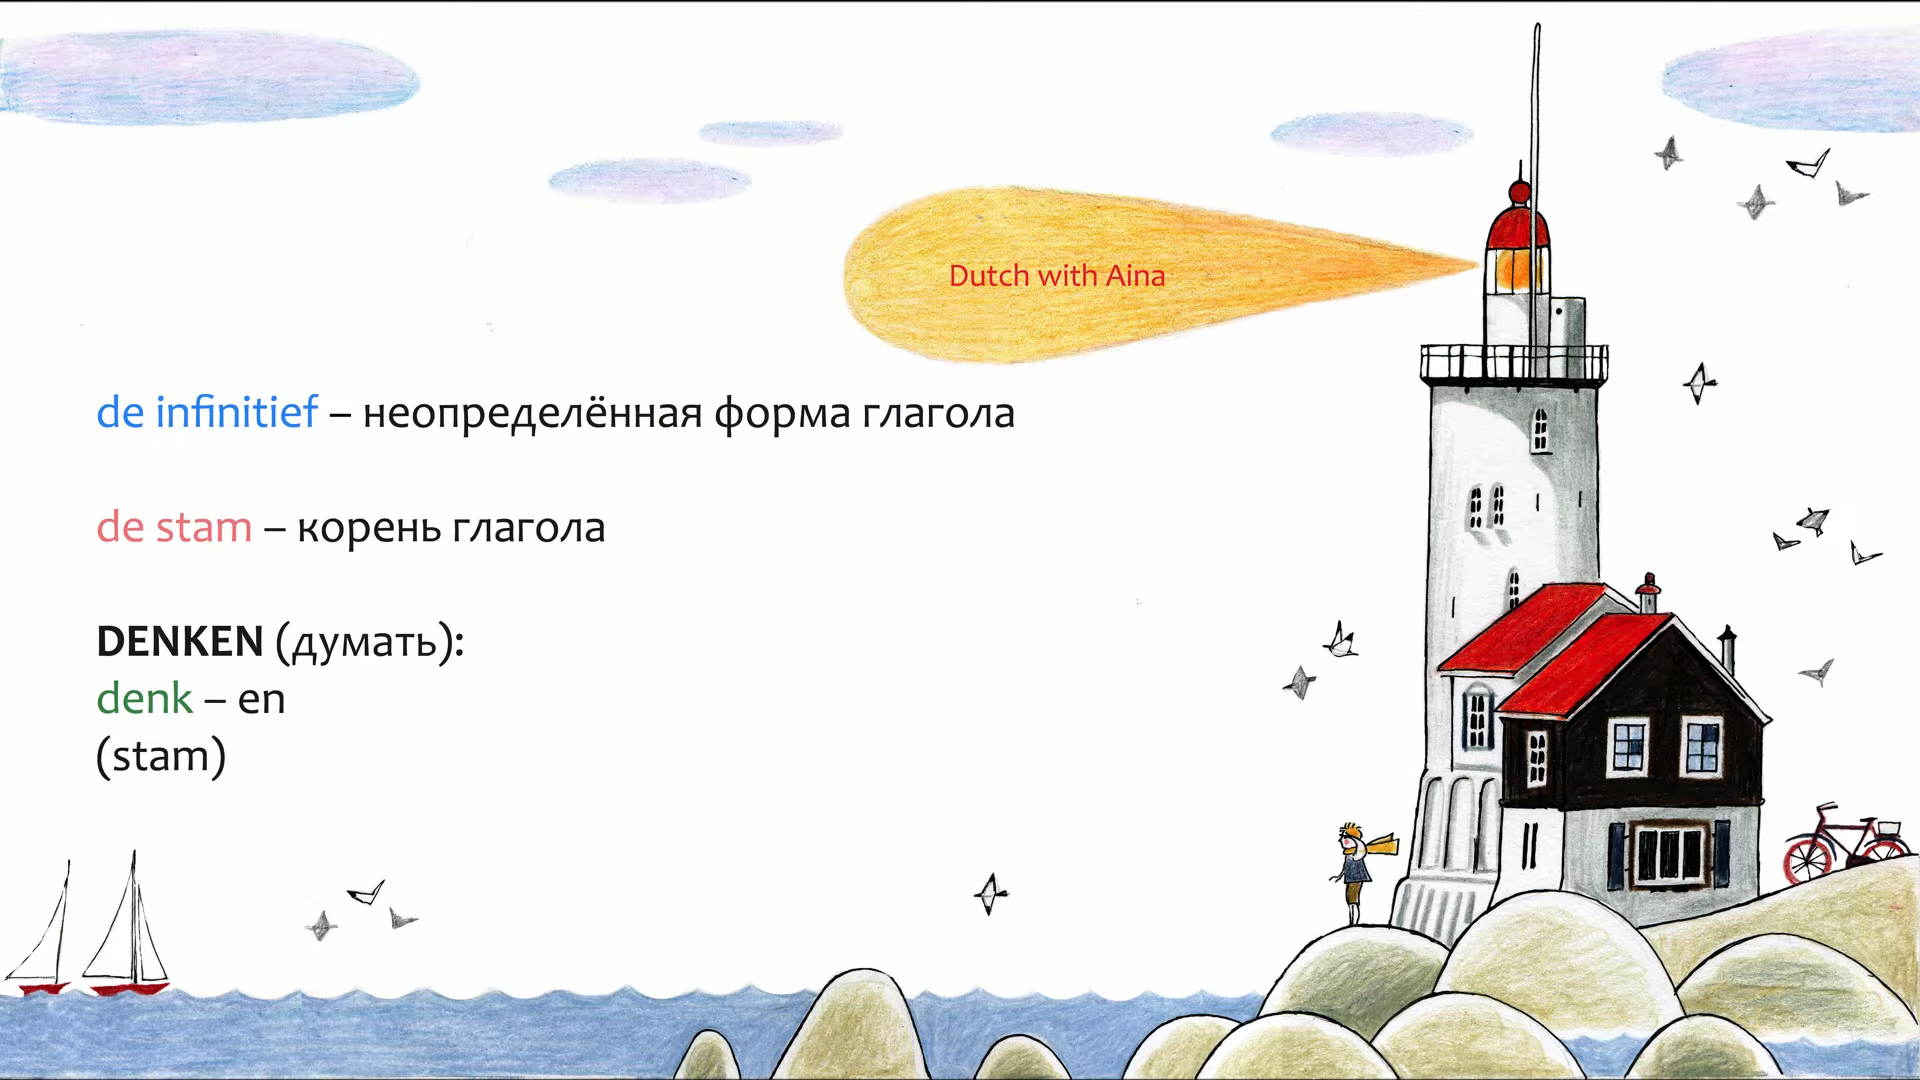 Dutch with Aina
de infinitief – неопределённая форма глагола
de stam – корень глагола
DENKEN (думать):
denk – en
(stam)